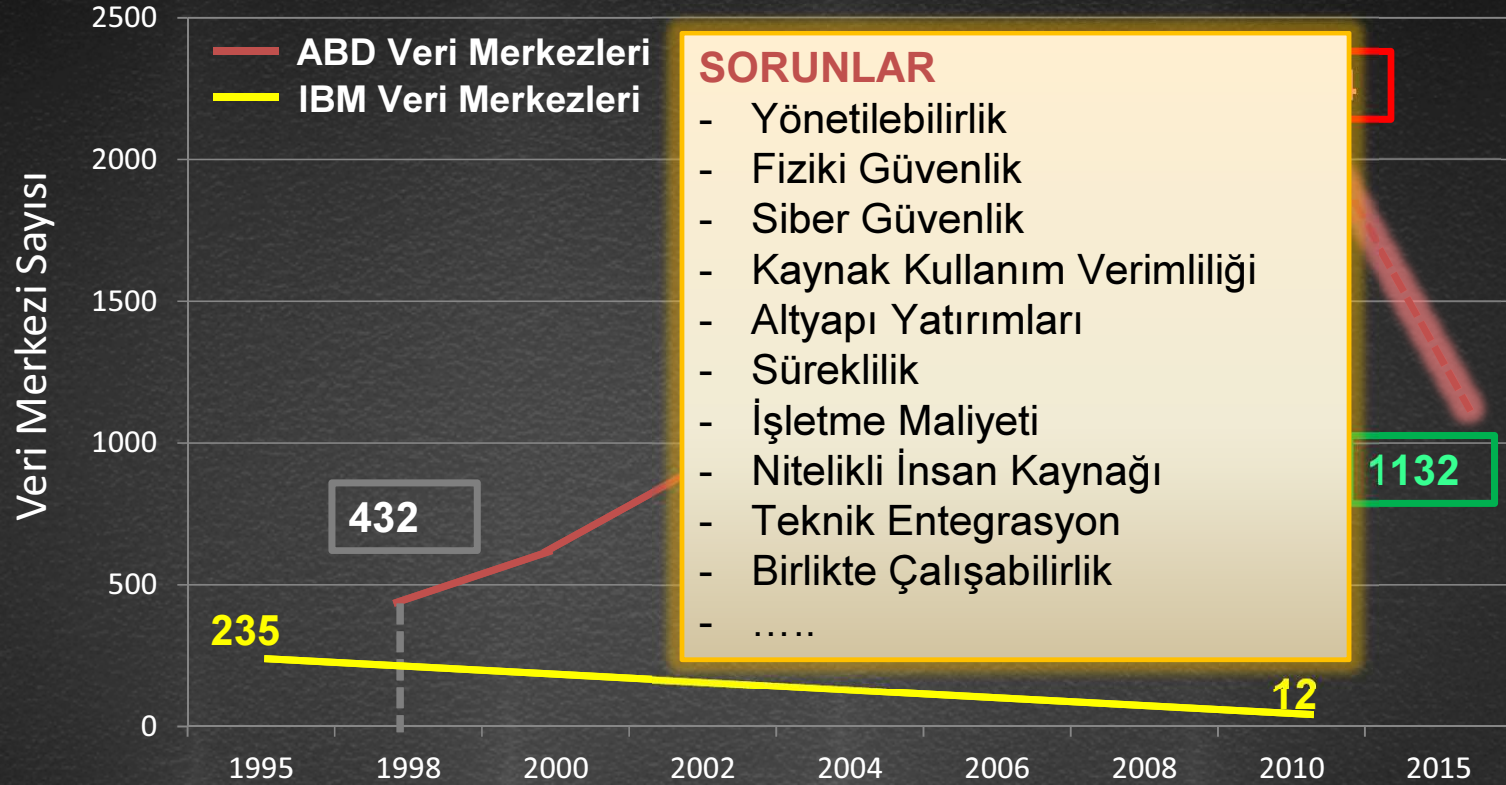 2500
2000
1500
1000
500
0
Veri Merkezi Sayısı
ABD Veri Merkezleri
IBM Veri Merkezleri
SORUNLAR
- Yönetilebilirlik
- Fiziki Güvenlik
- Siber Güvenlik
- Kaynak Kullanım Verimliliği
- Altyapı Yatırımları
- Süreklilik
- İşletme Maliyeti
- Nitelikli İnsan Kaynağı
- Teknik Entegrasyon
- Birlikte Çalışabilirlik
- …..
432
1132
235
12
1995 1998 2000 2002 2004 2006 2008 2010 2015